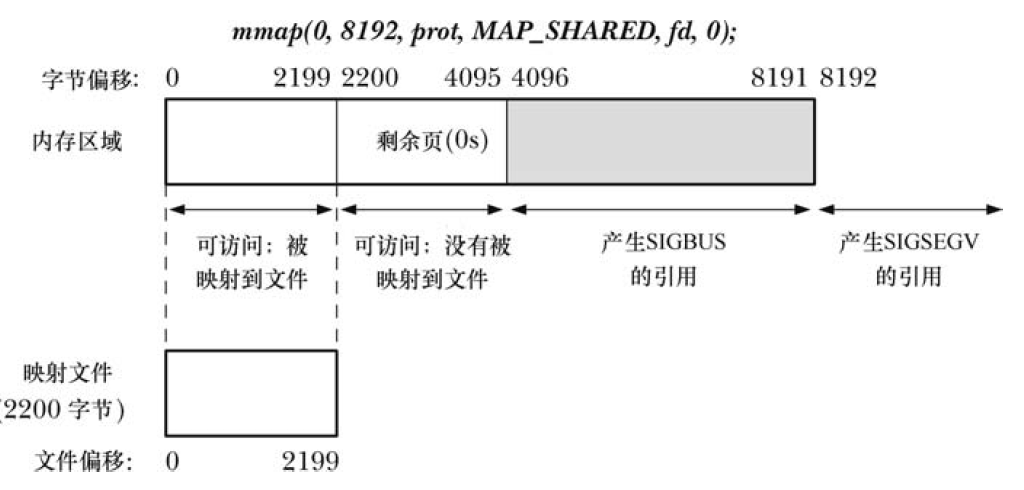 mmap(0, 8192, prot, MAP_SHARED, fd, 0);
字节偏移: 0 2199 2200 4095 4096 8191 8192
内存区域 剩余页(0s)
可访问：被 可访问：没有被 产生SIGBUS 产生SIGSEGV
映射到文件 映射到文件 的引用 的引用
映射文件
(2200 字节)
文件偏移: 0 2199